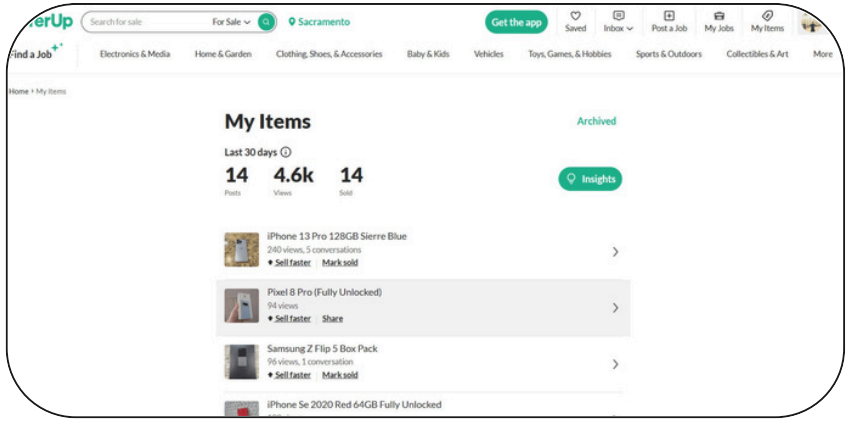 erUp Search for sale For Sale Sacramento Get the app Saved Inbox Post a Job My Jobs My Items
Find a Job Electronics & Media Home & Garden Clothing, Shoes, & Accessories Baby & Kids Vehicles Toys, Games, & Hobbies Sports & Outdoors Collectibles & Art More
Home › My Items
My Items Archived
Last 30 days
14 4.6k 14
Posts Views Sold
Insights
iPhone 13 Pro 128GB Sierre Blue
240 views, 5 conversations
Sell faster Mark sold
Pixel 8 Pro (Fully Unlocked)
94 views
Sell faster Share
Samsung Z Flip 5 Box Pack
96 views, 1 conversation
Sell faster Mark sold
iPhone Se 2020 Red 64GB Fully Unlocked